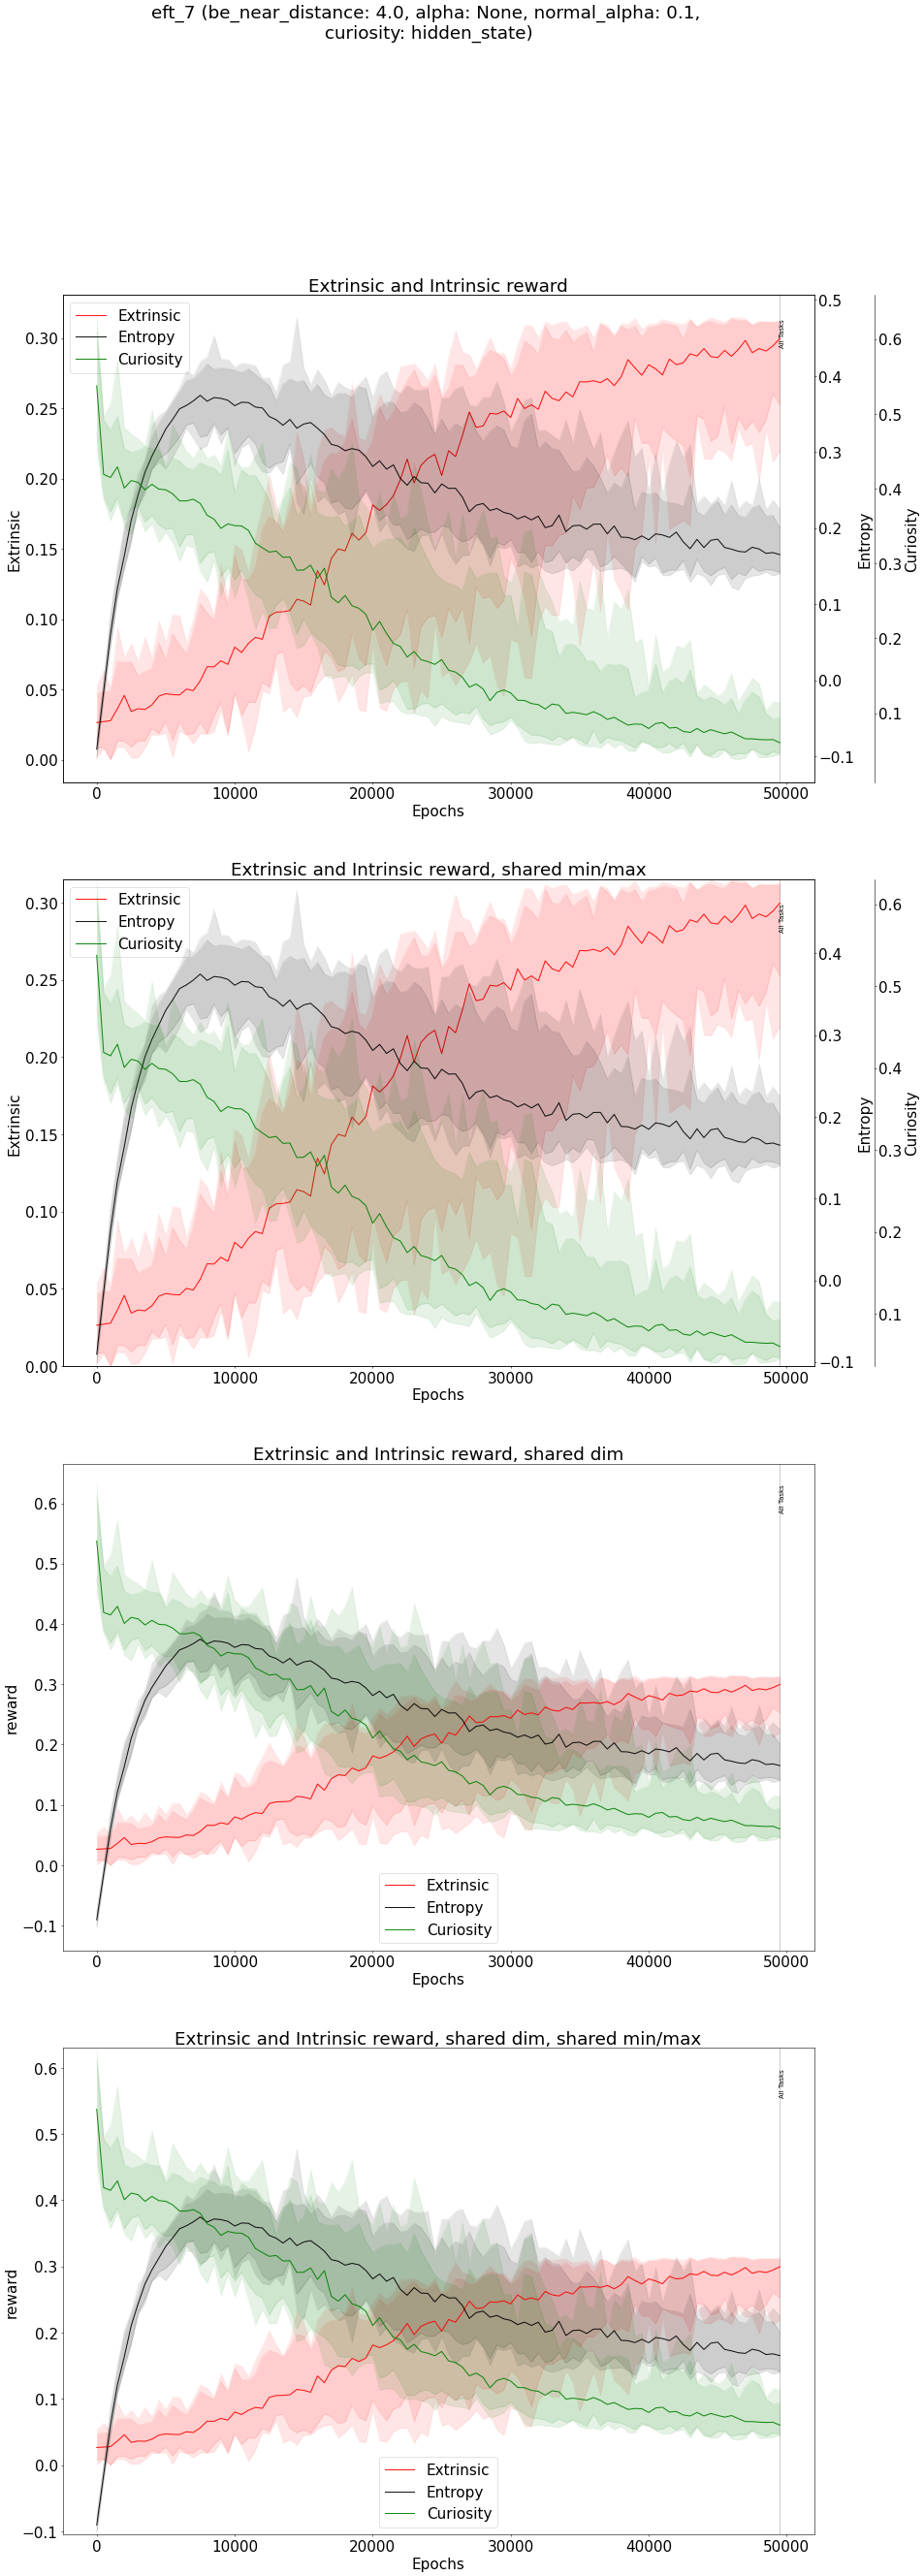 eft_7 (be_near_distance: 4.0, alpha: None, normal_alpha: 0.1,
curiosity: hidden_state)
Extrinsic and Intrinsic reward
Extrinsic
Entropy
Curiosity
All Tasks
0.30
0.25
0.20
0.15
0.10
0.05
0.00
Extrinsic
0.5
0.4
0.3
0.2
0.1
0.0
−0.1
Entropy
0.6
0.5
0.4
0.3
0.2
0.1
Curiosity
0
10000
20000
30000
40000
50000
Epochs
Extrinsic and Intrinsic reward, shared min/max
Extrinsic
Entropy
Curiosity
All Tasks
0.30
0.25
0.20
0.15
0.10
0.05
0.00
Extrinsic
0.4
0.3
0.2
0.1
0.0
−0.1
Entropy
0.6
0.5
0.4
0.3
0.2
0.1
Curiosity
0
10000
20000
30000
40000
50000
Epochs
Extrinsic and Intrinsic reward, shared dim
All Tasks
0.6
0.5
0.4
0.3
0.2
0.1
0.0
−0.1
reward
Extrinsic
Entropy
Curiosity
0
10000
20000
30000
40000
50000
Epochs
Extrinsic and Intrinsic reward, shared dim, shared min/max
All Tasks
0.6
0.5
0.4
0.3
0.2
0.1
0.0
−0.1
reward
Extrinsic
Entropy
Curiosity
0
10000
20000
30000
40000
50000
Epochs